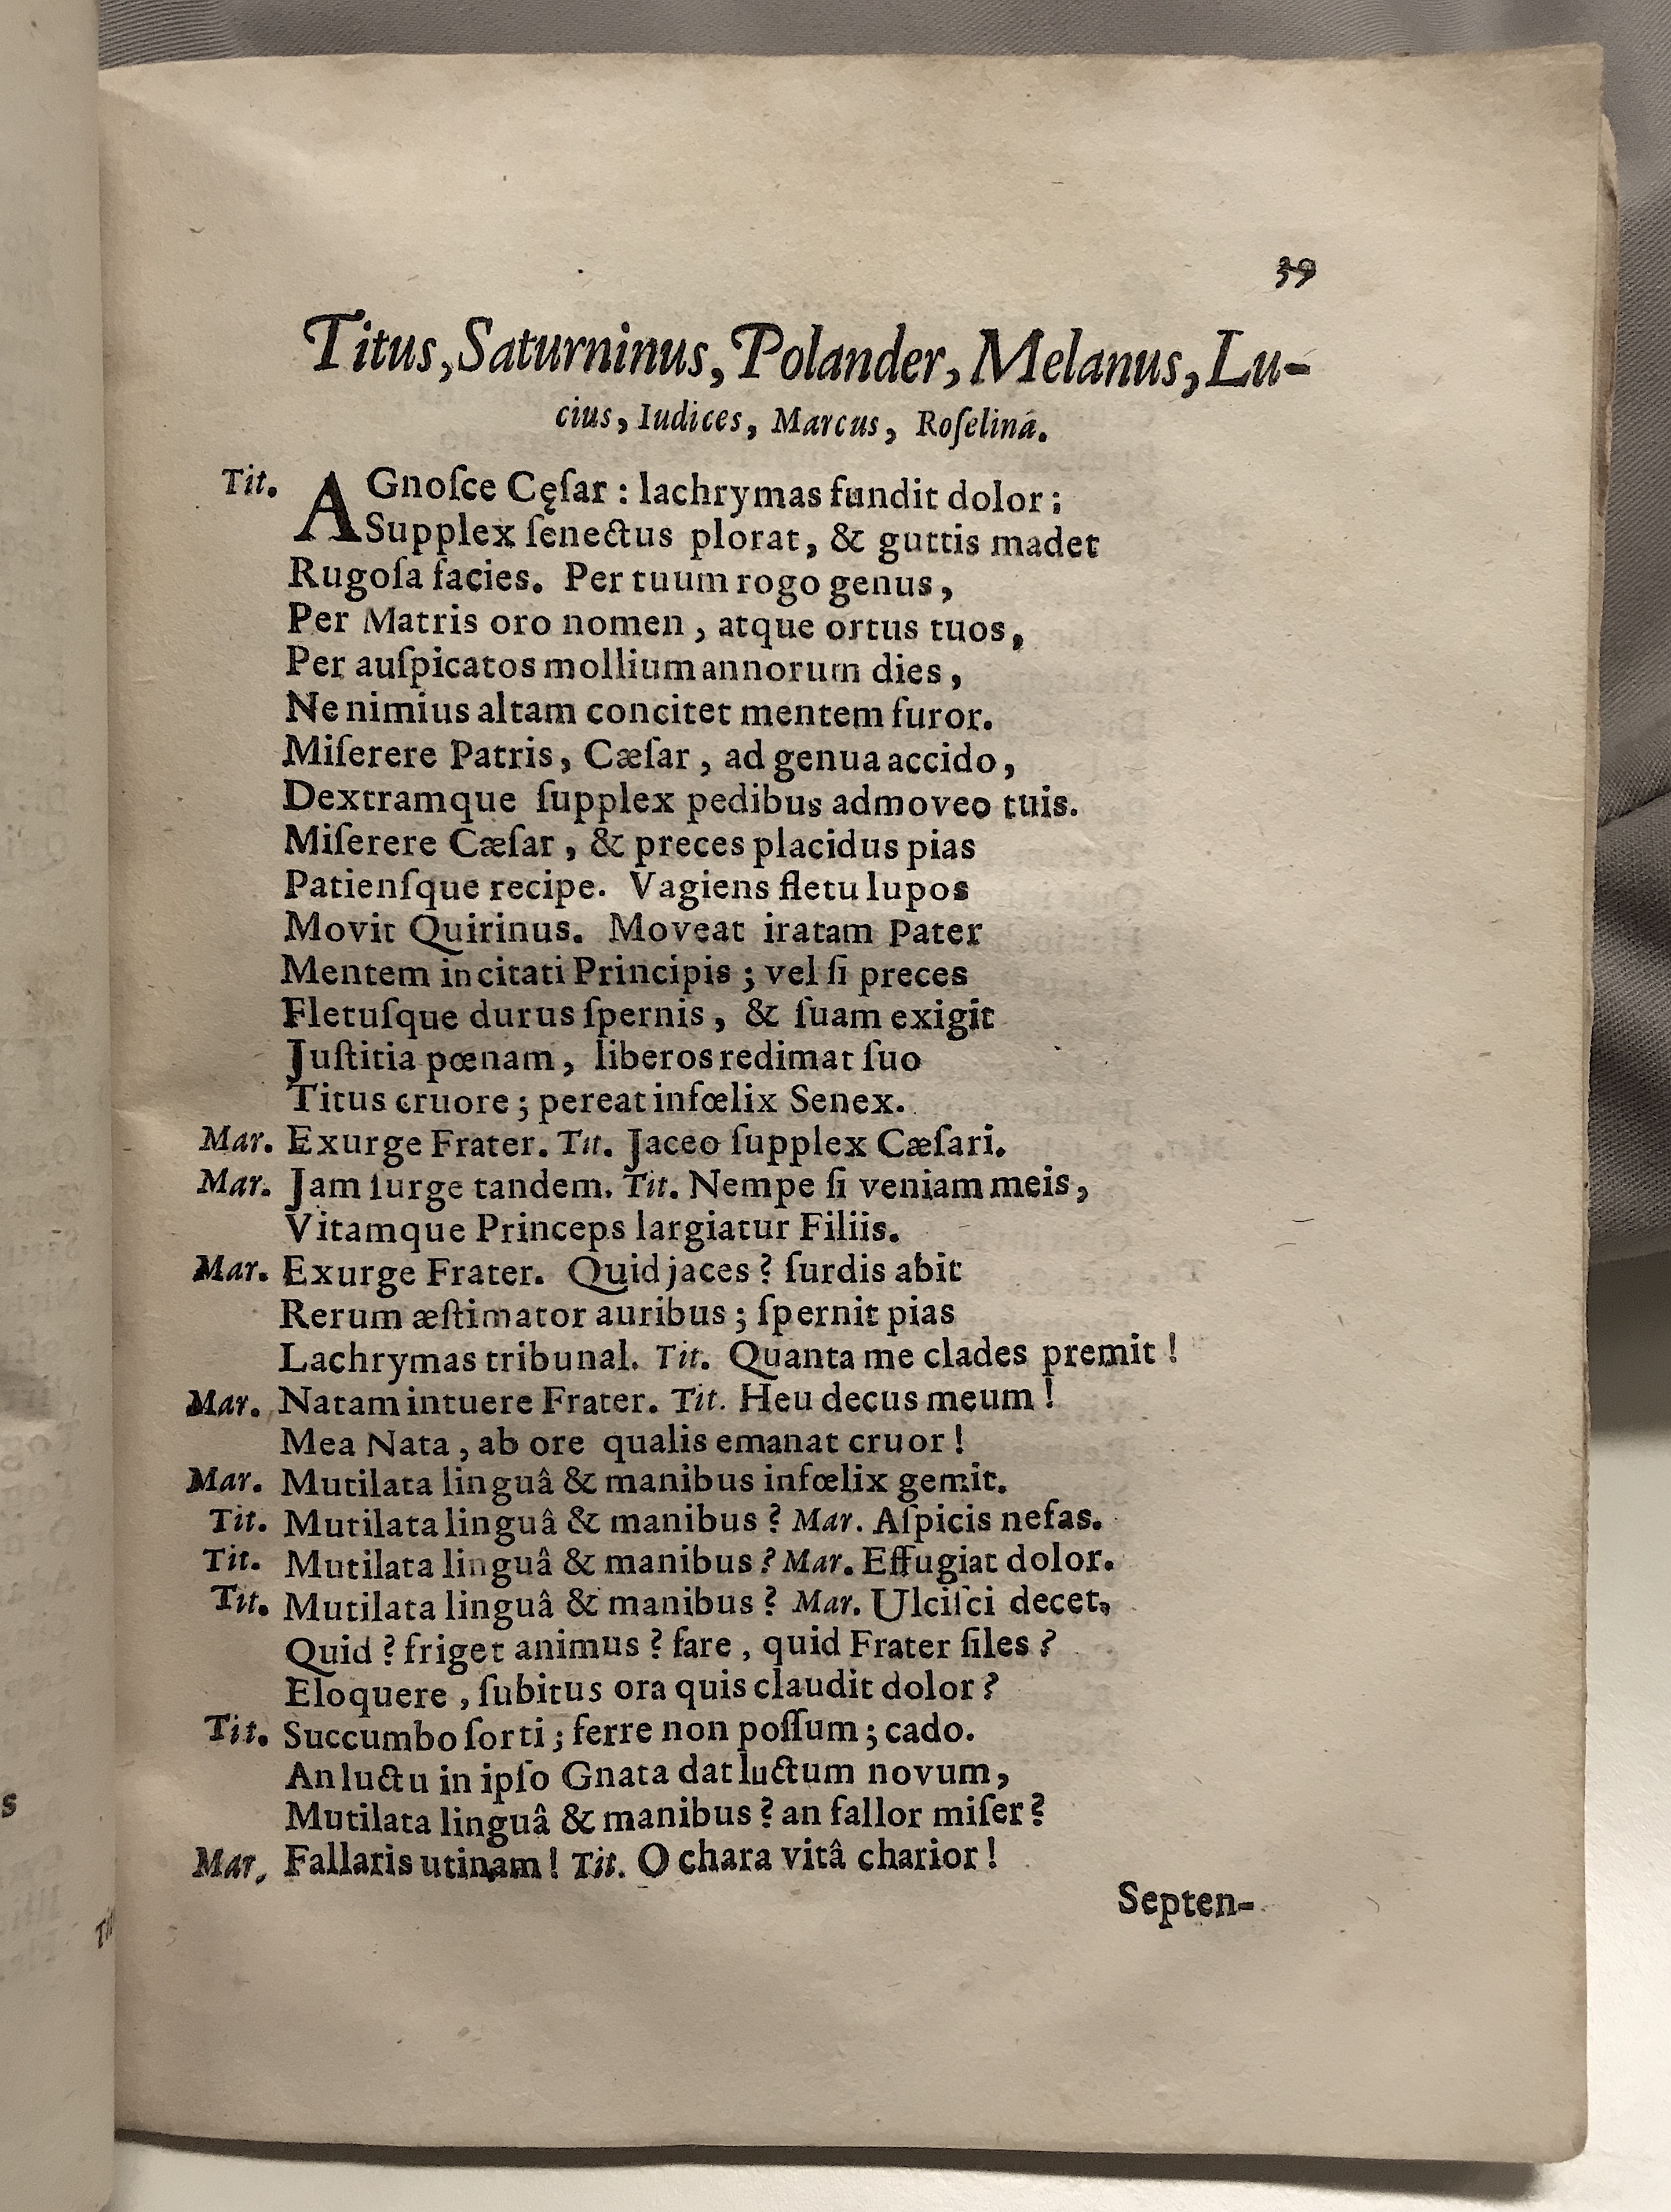 39
Titus, Saturninus, Polander, Melanus, Lu-
cius, Iudices, Marcus, Roſelina.
Tit. AGnoſce Cęſar : lachrymas fundit dolor ;
Supplex ſenectus plorat, & guttis madet
Rugoſa facies. Per tuum rogo genus,
Per Matris oro nomen, atque ortus tuos,
Per auſpicatos mollium annorum dies,
Ne nimius altam concitet mentem furor.
Miſerere Patris, Cæſar, ad genua accido,
Dextramque ſupplex pedibus admoveo tuis.
Miſerere Cæſar, & preces placidus pias
Patienſque recipe. Vagiens fletu lupos
Movit Quirinus. Moveat iratam Pater
Mentem incitati Principis ; vel ſi preces
Fletuſque durus ſpernis, & ſuam exigit
Juſtitia pœnam, liberos redimat ſuo
Titus cruore ; pereat infœlix Senex.
Mar. Exurge Frater. Tit. Jaceo ſupplex Cæſari.
Mar. Jam ſurge tandem. Tit. Nempe ſi veniam meis,
Vitamque Princeps largiatur Filiis.
Mar. Exurge Frater. Quid jaces ? ſurdis abit
Rerum æſtimator auribus ; ſpernit pias
Lachrymas tribunal. Tit. Quanta me clades premit !
Mar. Natam intuere Frater. Tit. Heu decus meum !
Mea Nata, ab ore qualis emanat cruor !
Mar. Mutilata linguâ & manibus infœlix gemit.
Tit. Mutilata linguâ & manibus ? Mar. Aſpicis nefas.
Tit. Mutilata linguâ & manibus ? Mar. Effugiat dolor.
Tit. Mutilata linguâ & manibus ? Mar. Ulciſci decet,
Quid ? friget animus ? fare, quid Frater ſiles ?
Eloquere, ſubitus ora quis claudit dolor ?
Tit. Succumbo ſorti ; ferre non poſſum ; cado.
An luctu in ipſo Gnata dat luctum novum,
Mutilata linguâ & manibus ? an fallor miſer ?
Mar. Fallaris utinam ! Tit. O chara vitâ charior !
Septen-